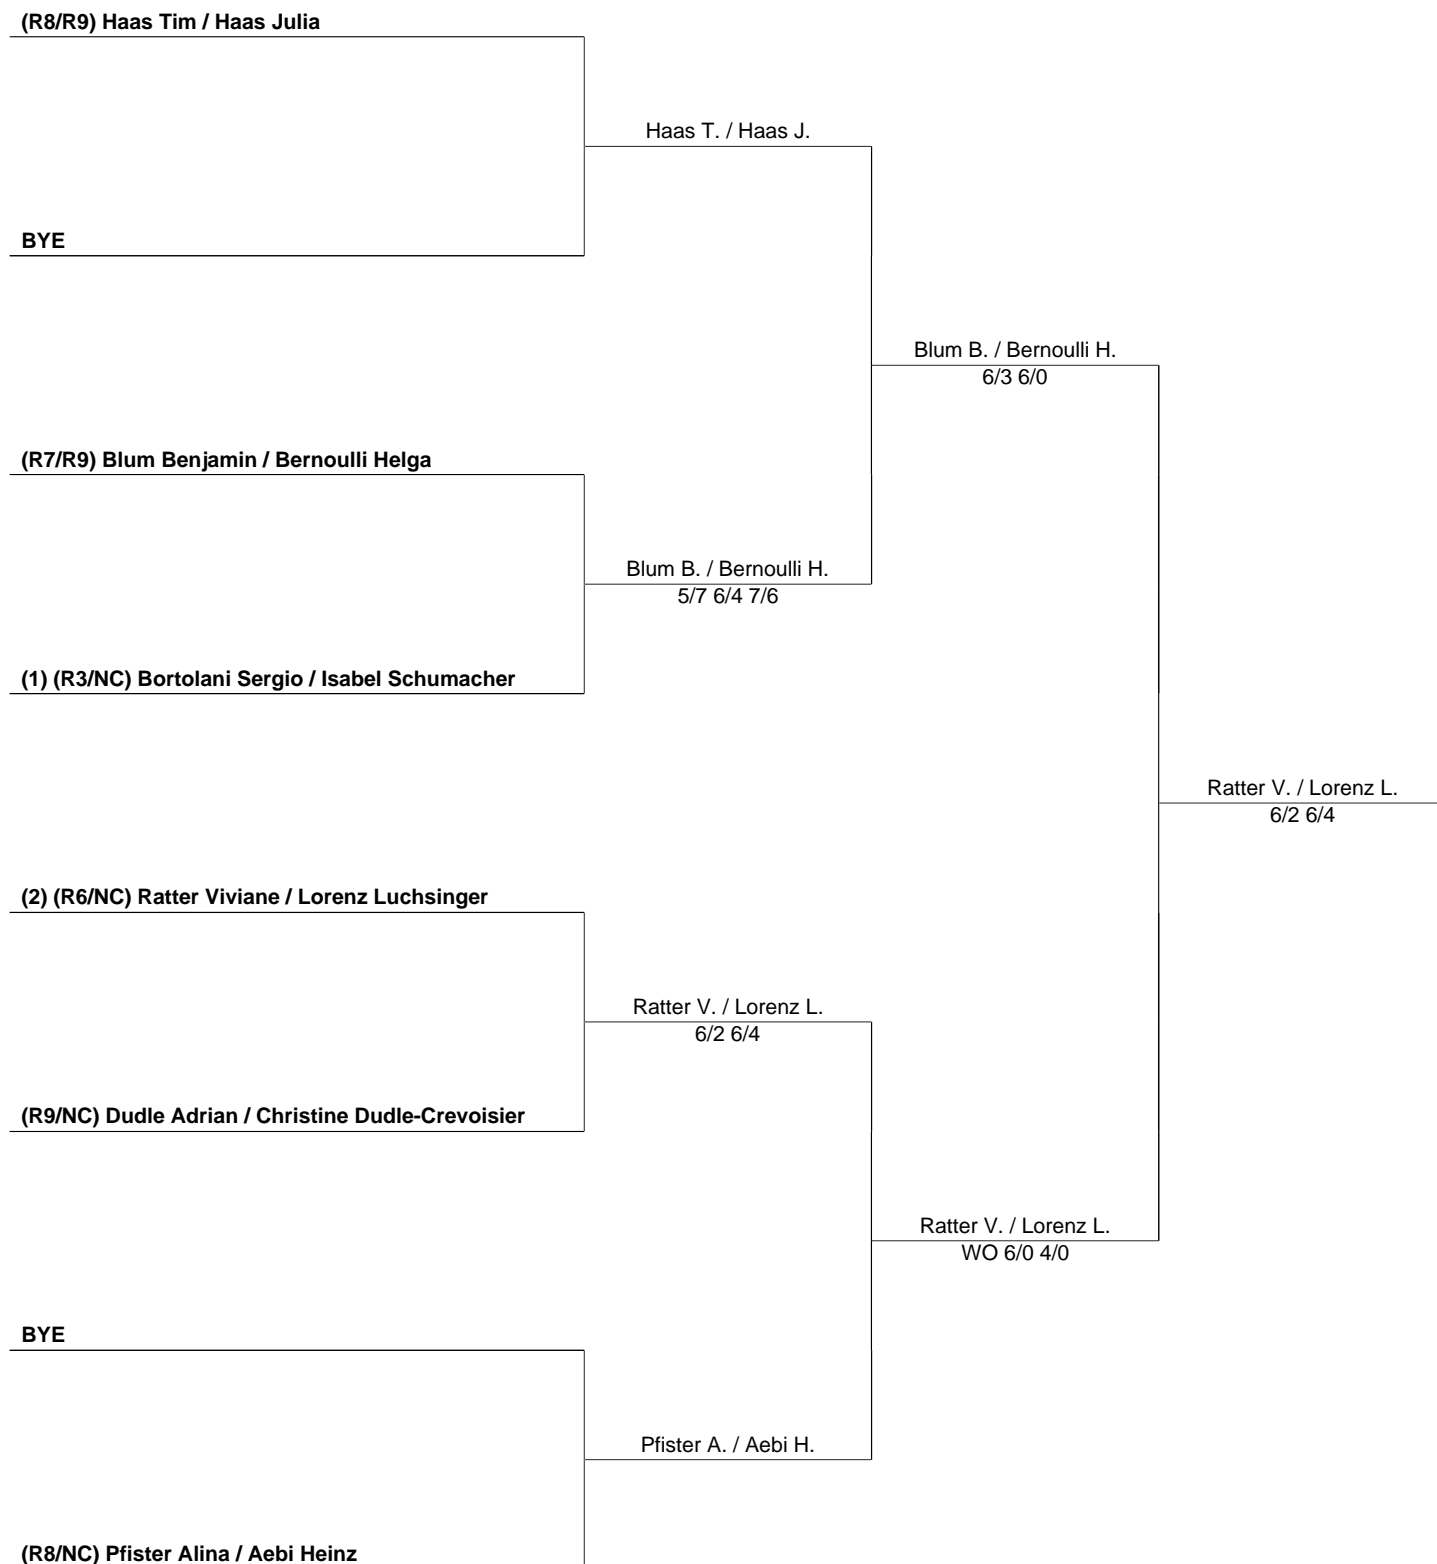 (R8/R9) Haas Tim / Haas Julia
Haas T. / Haas J.
BYE
Blum B. / Bernoulli H.
6/3 6/0
(R7/R9) Blum Benjamin / Bernoulli Helga
Blum B. / Bernoulli H.
5/7 6/4 7/6
(1) (R3/NC) Bortolani Sergio / Isabel Schumacher
Ratter V. / Lorenz L.
6/2 6/4
(2) (R6/NC) Ratter Viviane / Lorenz Luchsinger
Ratter V. / Lorenz L.
6/2 6/4
(R9/NC) Dudle Adrian / Christine Dudle-Crevoisier
Ratter V. / Lorenz L.
WO 6/0 4/0
BYE
Pfister A. / Aebi H.
(R8/NC) Pfister Alina / Aebi Heinz